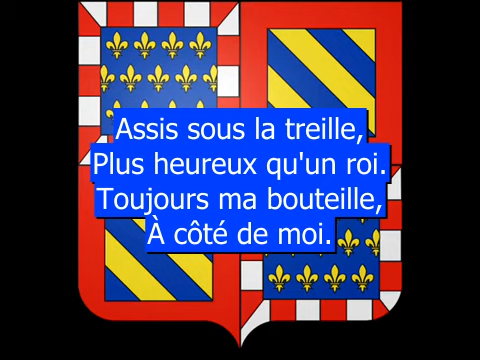 Assis sous la treille,
Plus heureux qu'un roi.
Toujours ma bouteille,
À côté de moi.